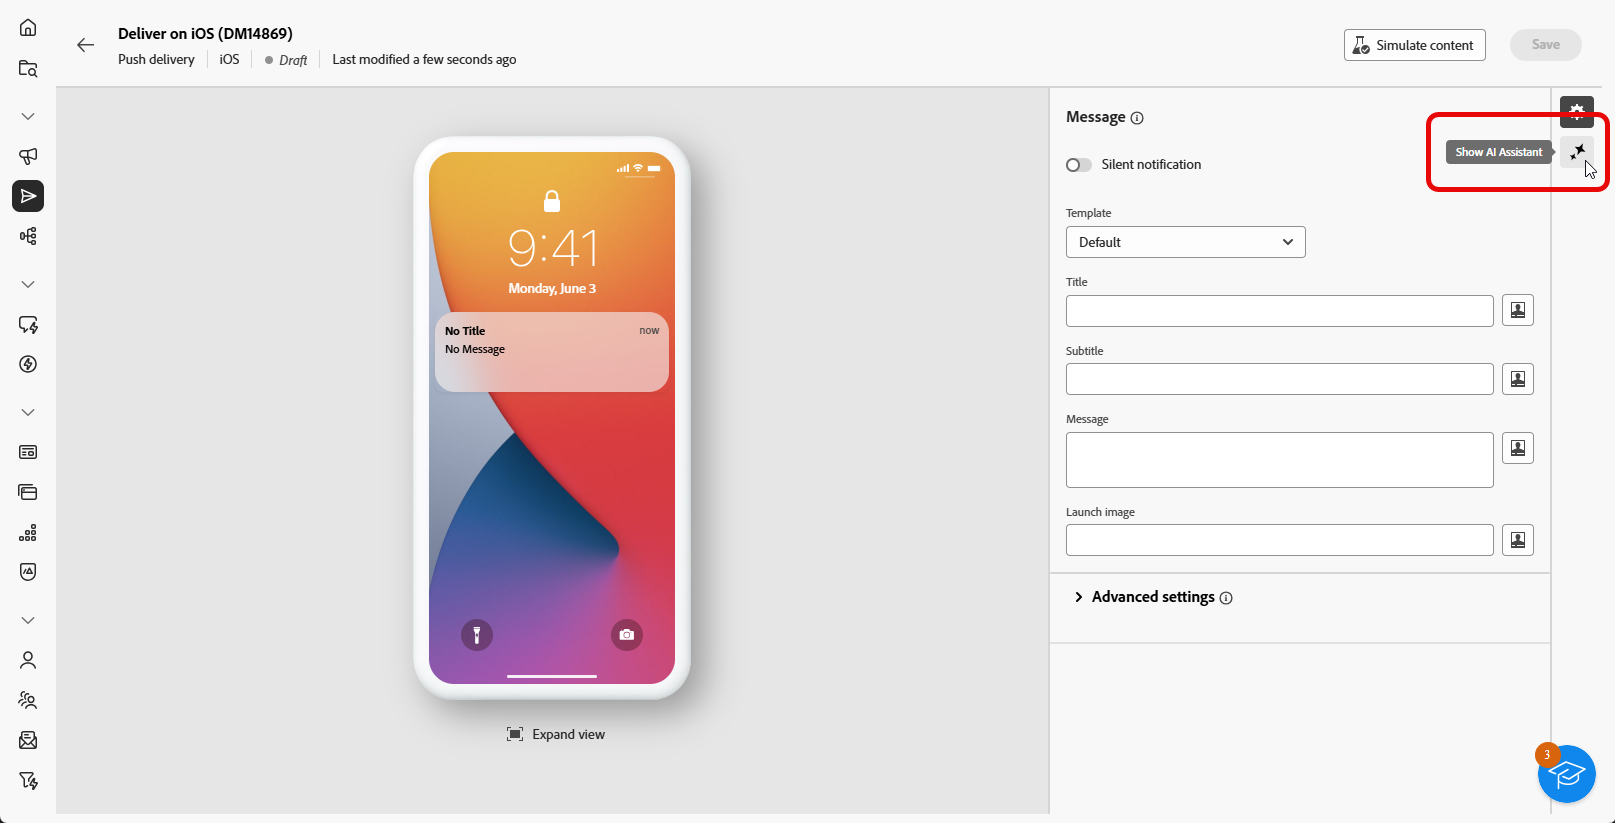 Deliver on iOS (DM14869)
Push delivery
iOS
Draft
Last modified a few seconds ago
Simulate content
Save
9:41
Monday, June 3
No Title
now
No Message
Expand view
Message
Show AI Assistant
Silent notification
Template
Default
Title
Subtitle
Message
Launch image
Advanced settings
3